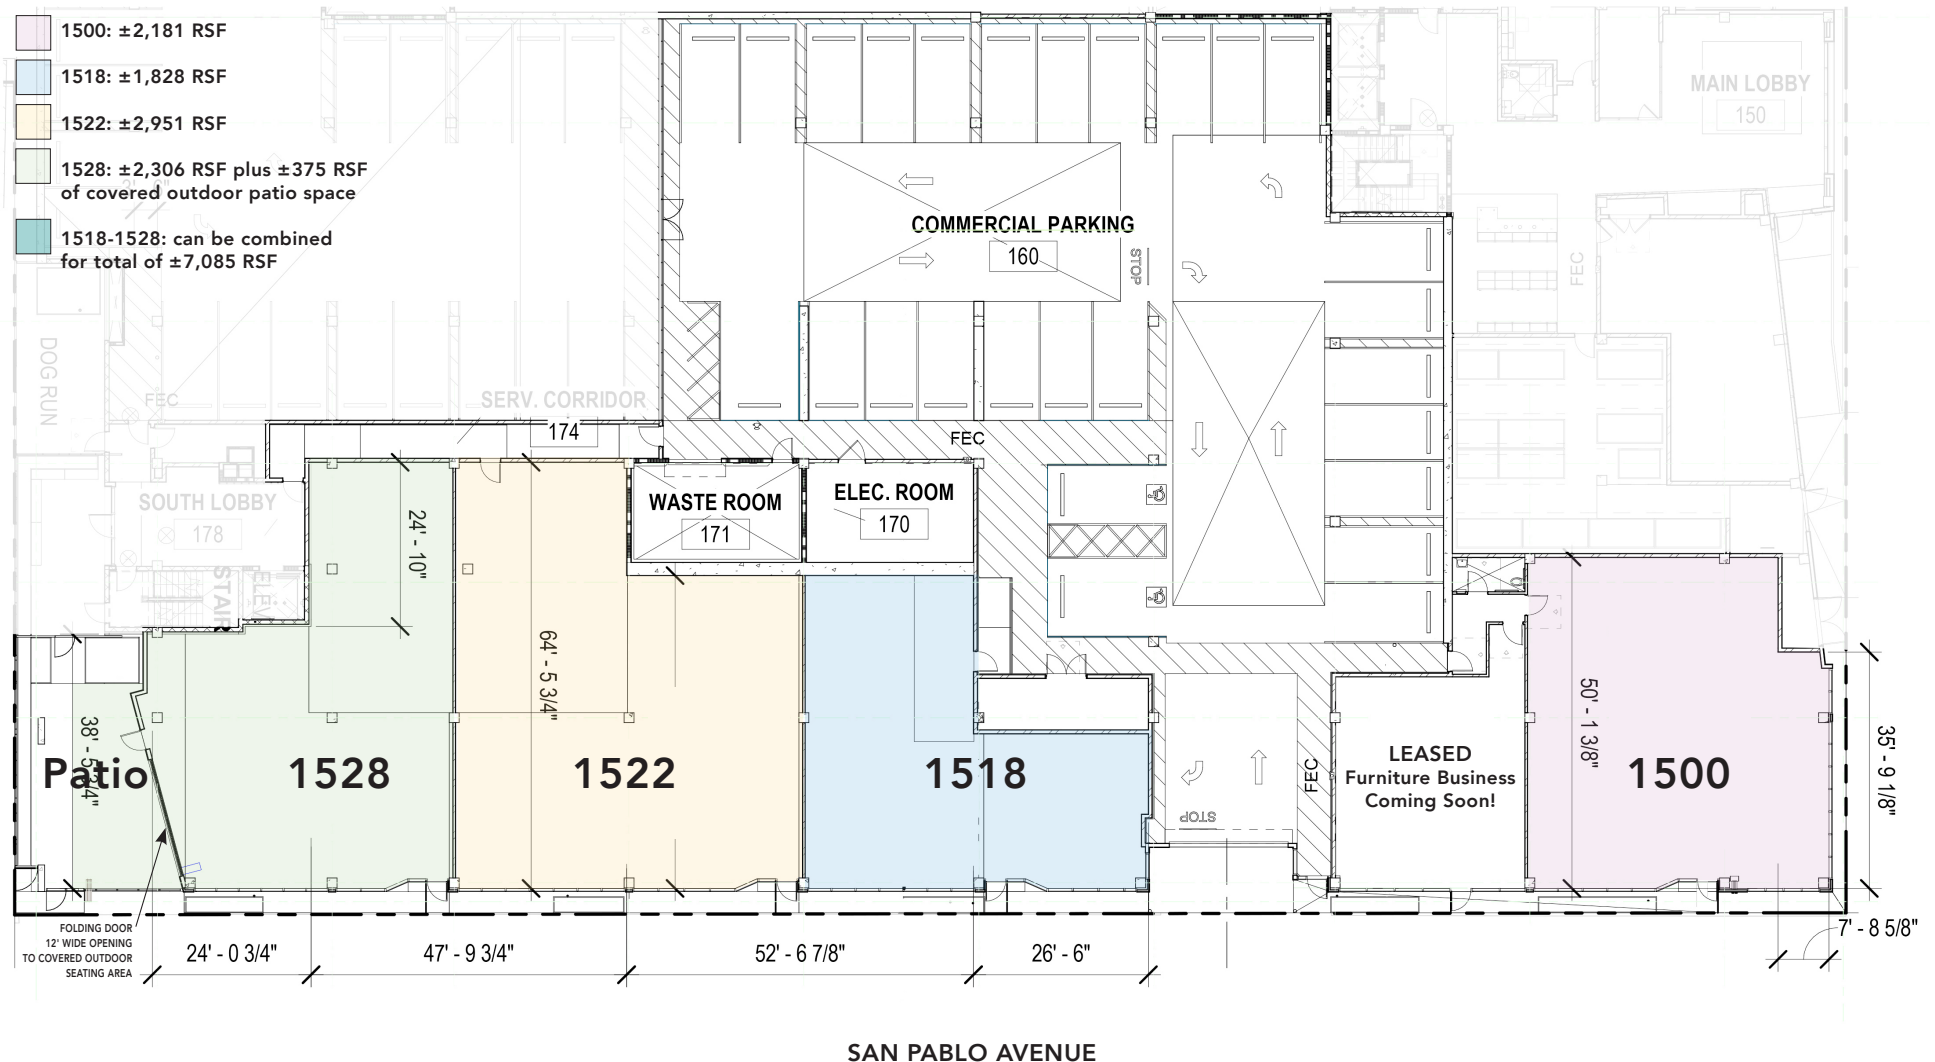 1500: ±2,181 RSF
1518: ±1,828 RSF
1522: ±2,951 RSF
1528: ±2,306 RSF plus ±375 RSF
of covered outdoor patio space
1518-1528: can be combined
for total of ±7,085 RSF
MAIN LOBBY
150
COMMERCIAL PARKING
160
STOP
FEC
DOG RUN
FEC
SERV. CORRIDOR
174
FEC
SOUTH LOBBY
178
STAIR
ELEV
24' - 10"
WASTE ROOM
171
ELEC. ROOM
170
64' - 5 3/4"
38' - 5 3/4"
50' - 1 3/8"
35' - 9 1/8"
Patio
1528
1522
1518
STOP
FEC
LEASED
Furniture Business
Coming Soon!
1500
FOLDING DOOR
12' WIDE OPENING
TO COVERED OUTDOOR
SEATING AREA
24' - 0 3/4"
47' - 9 3/4"
52' - 6 7/8"
26' - 6"
7' - 8 5/8"
SAN PABLO AVENUE